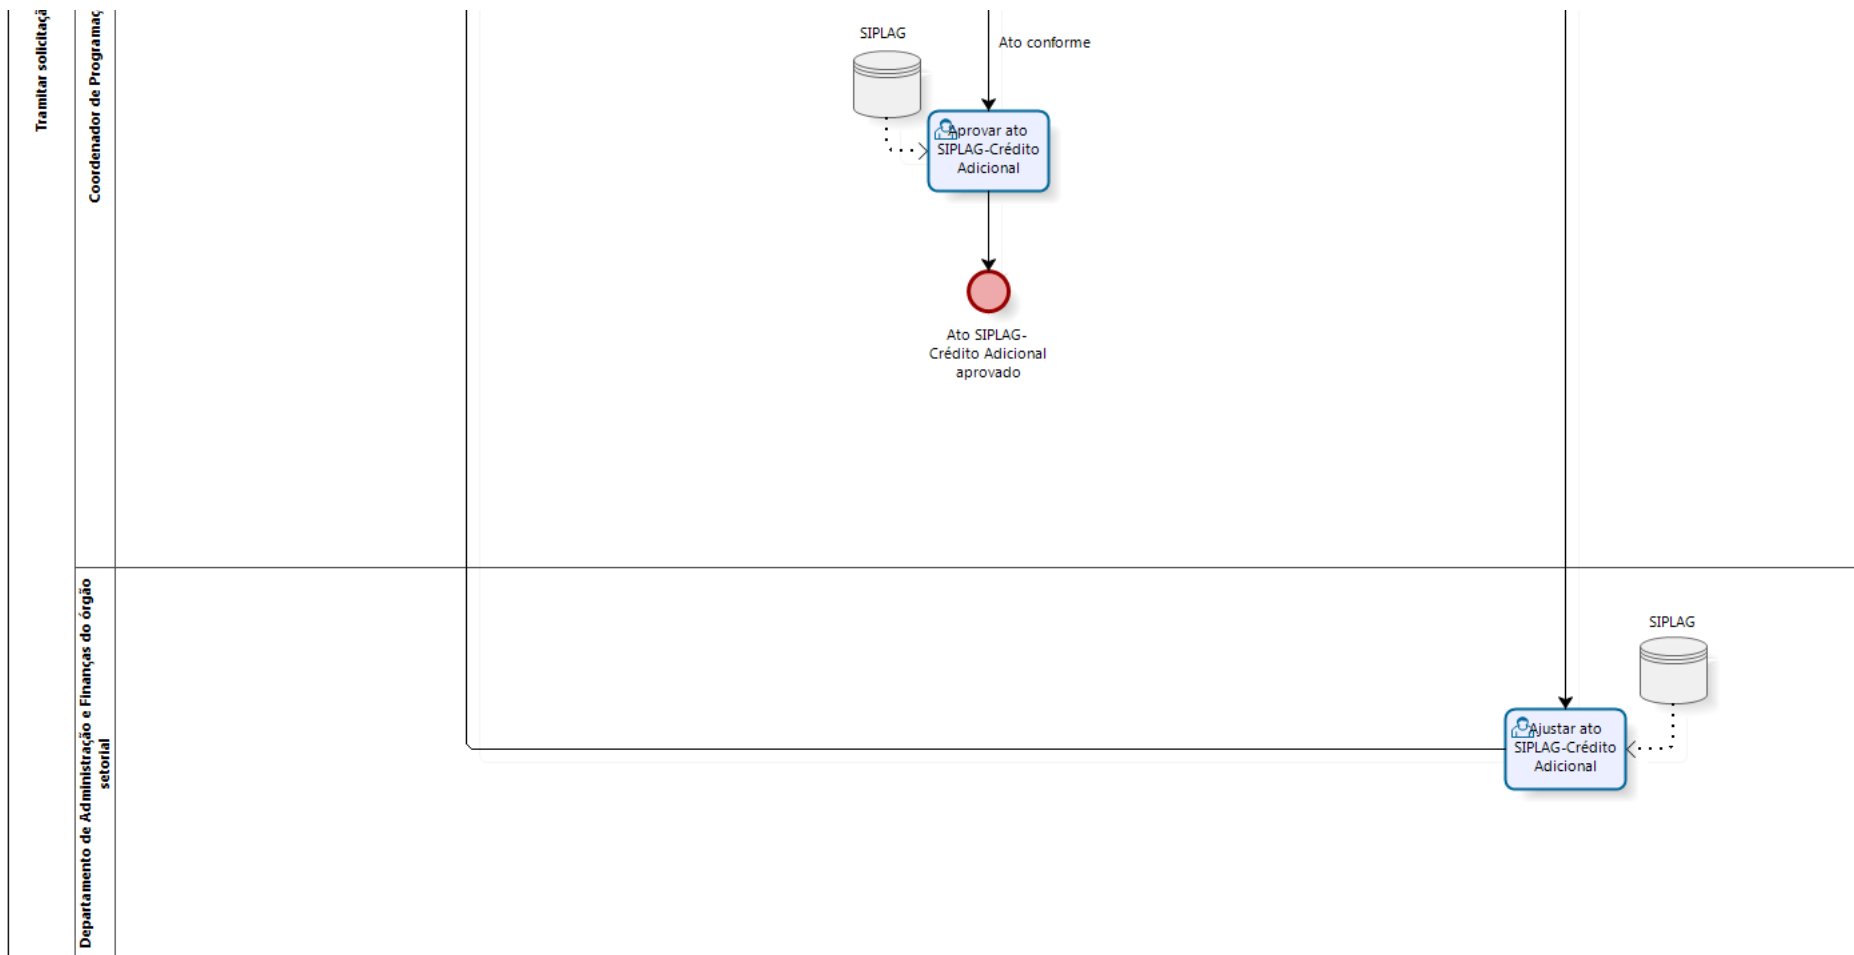 Tramitar solicitaçã
Coordenador de Programaç
SIPLAG
Ato conforme
Aprovar ato
SIPLAG-Crédito
Adicional
Ato SIPLAG-
Crédito Adicional
aprovado
Departamento de Administração e Finanças do órgão
setorial
SIPLAG
Ajustar ato
SIPLAG-Crédito
Adicional